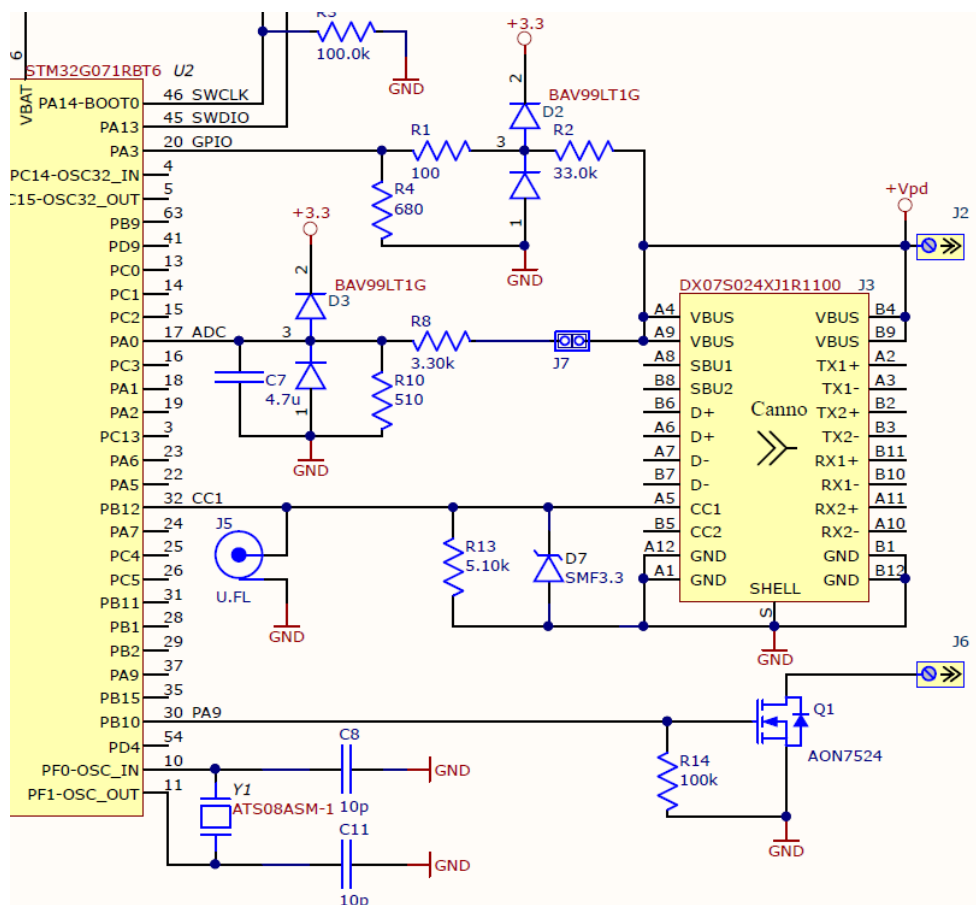 R3
100.0k
GND
+3.3
2
BAV99LT1G
D2
6
STM32G071RBT6 U2
VBAT
PA14-BOOT0 46 SWCLK
PA13 45 SWDIO
PA3 20 GPIO
R1
100
3
R2
33.0k
R4
680
1
GND
PC14-OSC32_IN 4
C15-OSC32_OUT 5
PB9 63
PD9 41
PC0 13
PC1 14
PC2 15
PA0 17 ADC
PC3 16
PA1 18
PA2 19
PC13 3
PA6 23
PA5 22
PB12 32 CC1
PA7 24
PC4 25
PC5 26
PB11 31
PB1 28
PB2 29
PA9 37
PB15 35
PB10 30 PA9
PD4 54
PF0-OSC_IN 10
PF1-OSC_OUT 11
+3.3
2
BAV99LT1G
D3
3
1
C7
4.7u
GND
R8
3.30k
R10
510
J7
+Vpd
J2
DX07S024XJ1R1100 J3
A4 VBUS VBUS B4
A9 VBUS VBUS B9
A8 SBU1 TX1+ A2
B8 SBU2 TX1- A3
B6 D+ TX2+ B2
A6 D+ TX2- B3
A7 D- RX1+ B11
B7 D- RX1- B10
A5 CC1 RX2+ A11
B5 CC2 RX2- A10
A12 GND GND B1
A1 GND GND B12
Canno
SHELL
S
GND
J5
U.FL
GND
R13
5.10k
D7
SMF3.3
J6
Q1
AON7524
R14
100k
GND
C8
10p
GND
Y1
ATS08ASM-1
C11
10p
GND